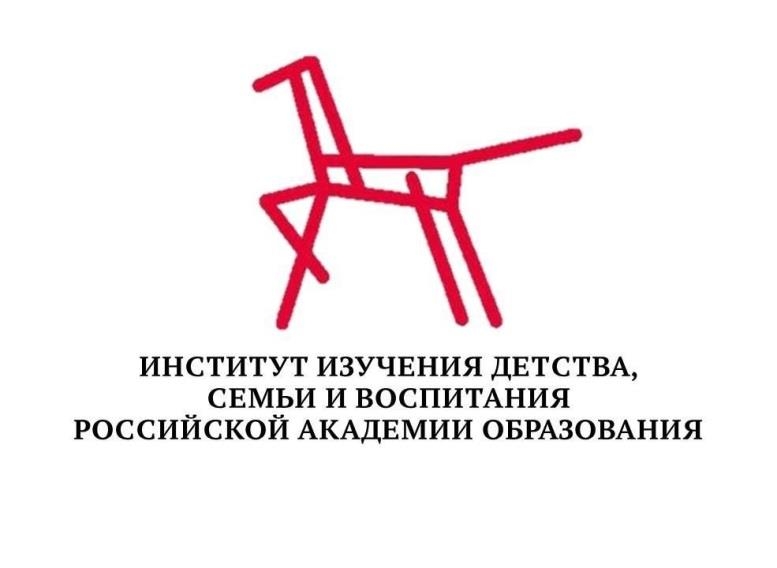 ИНСТИТУТ ИЗУЧЕНИЯ ДЕТСТВА,
СЕМЬИ И ВОСПИТАНИЯ
РОССИЙСКОЙ АКАДЕМИИ ОБРАЗОВАНИЯ